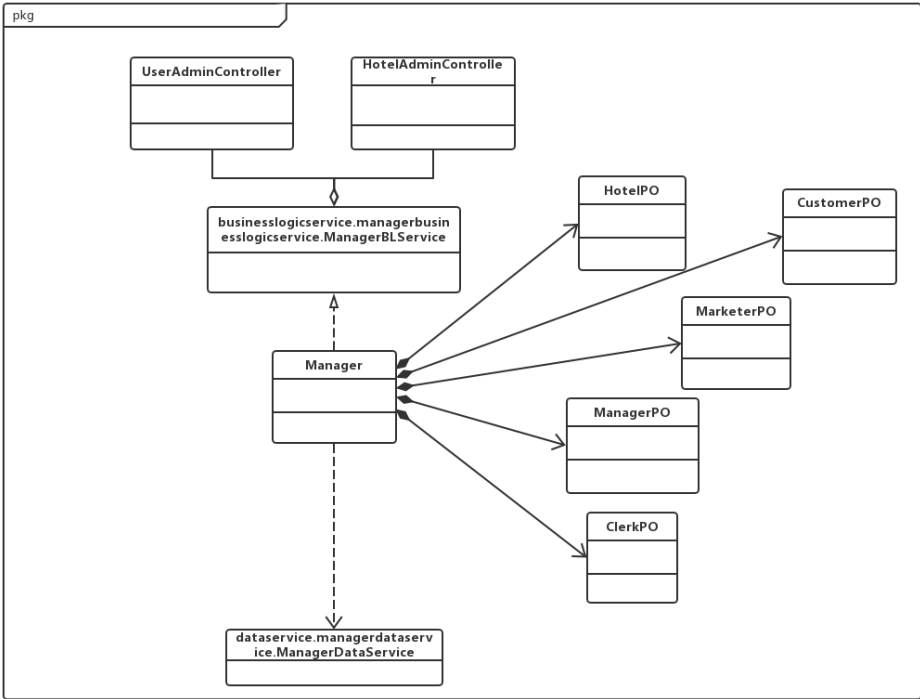 pkg
UserAdminController
HotelAdminControlle
r
HotelPO
CustomerPO
businesslogicservice.managerbusin
esslogicservice.ManagerBLService
MarketerPO
Manager
ManagerPO
ClerkPO
dataservice.managerdataserv
ice.ManagerDataService